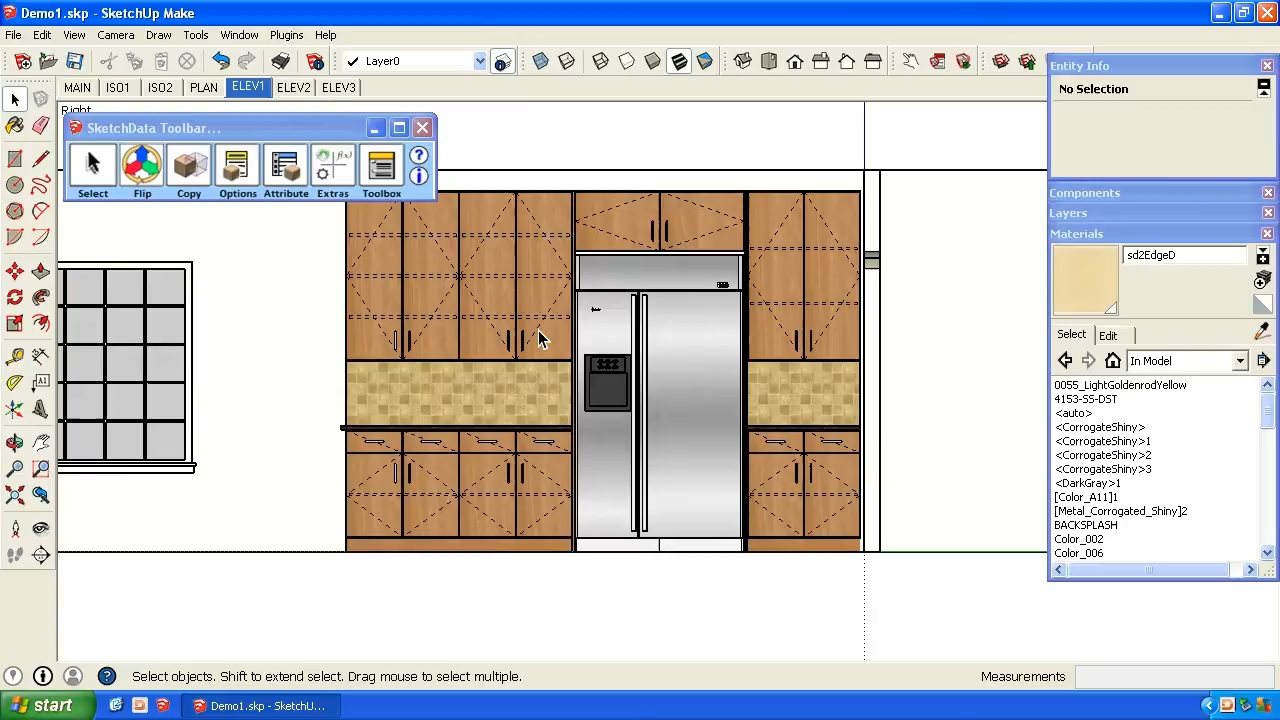 Demo1.skp - SketchUp Make
File Edit View Camera Draw Tools Window Plugins Help
Layer0
MAIN ISO1 ISO2 PLAN ELEV1 ELEV2 ELEV3
Right
SketchData Toolbar...
Select Flip Copy Options Attribute Extras Toolbox
Entity Info
No Selection
Components
Layers
Materials
sd2EdgeD
Select Edit
In Model
0055_LightGoldenrodYellow
4153-SS-DST
<auto>
<CorrogateShiny>
<CorrogateShiny>1
<CorrogateShiny>2
<CorrogateShiny>3
<DarkGray>1
[Color_A11]1
[Metal_Corrogated_Shiny]2
BACKSPLASH
Color_002
Color_006
Select objects. Shift to extend select. Drag mouse to select multiple.
Measurements
start
Demo1.skp - SketchU...